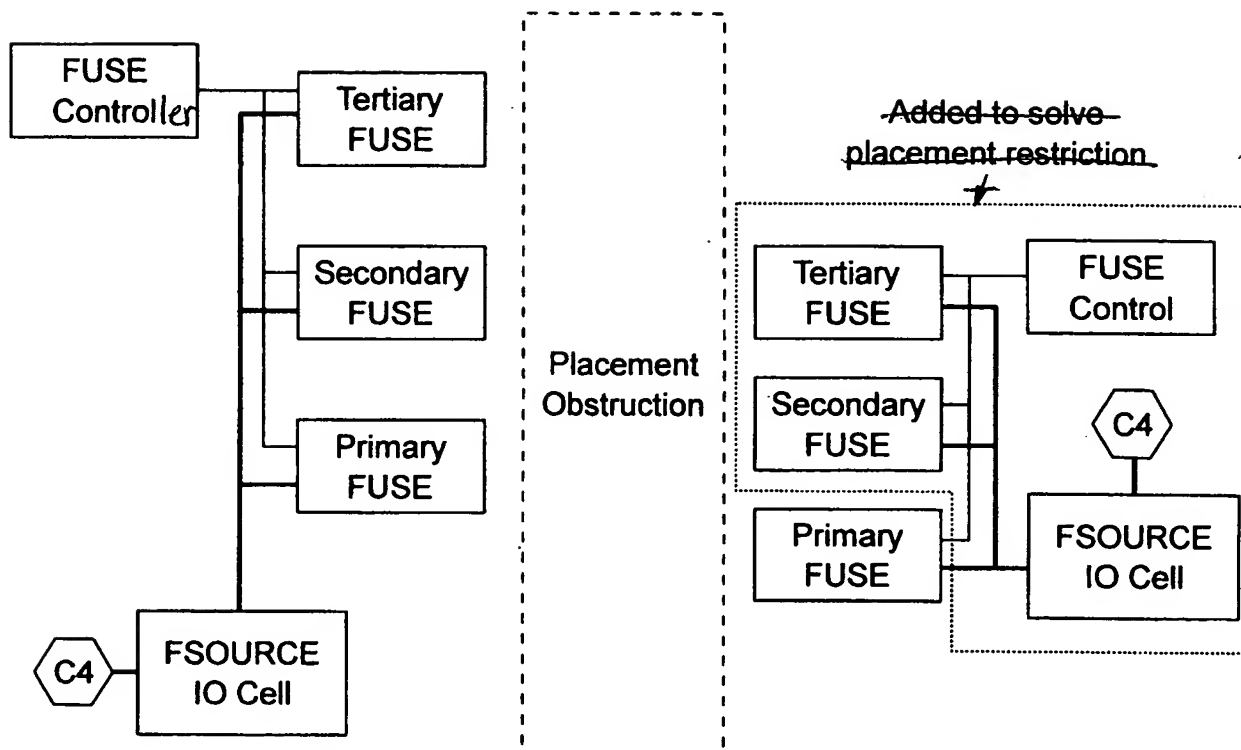 FUSE
Controller
Tertiary
FUSE
Secondary
FUSE
Primary
FUSE
C4
FSOURCE
IO Cell
Placement
Obstruction
Added to solve
placement restriction
Tertiary
FUSE
FUSE
Control
Secondary
FUSE
C4
Primary
FUSE
FSOURCE
IO Cell